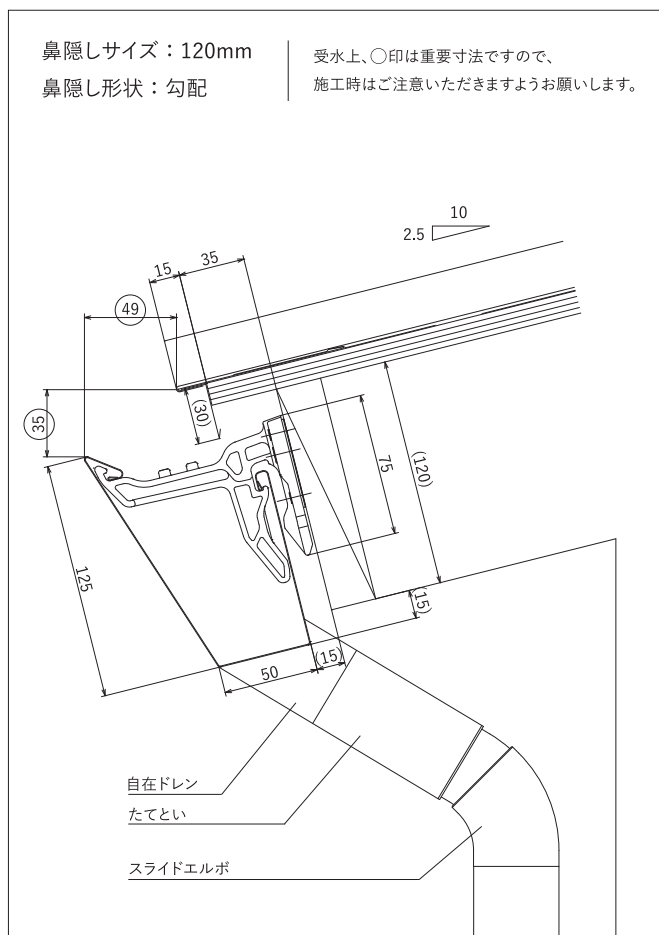 鼻隠しサイズ：120mm
鼻隠し形状：勾配
受水上、◯印は重要寸法ですので、
施工時はご注意いただきますようお願いします。
10
2.5
15
35
49
35
(30)
75
(120)
125
(15)
50
(15)
自在ドレン
たてとい
スライドエルボ